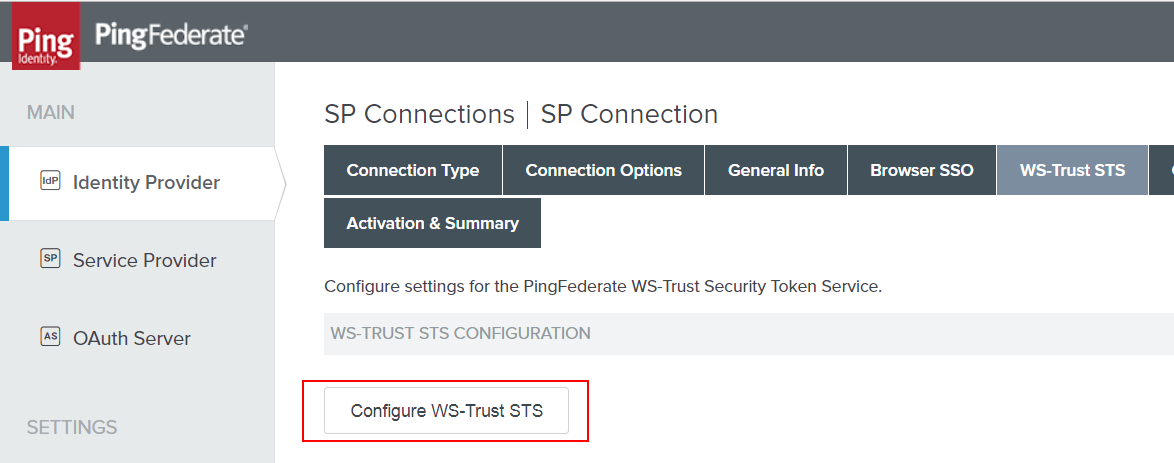 Ping
Identity.
PingFederate®
MAIN
SP Connections | SP Connection
Connection Type
Connection Options
General Info
Browser SSO
WS-Trust STS
Activation & Summary
IdP Identity Provider
SP Service Provider
AS OAuth Server
SETTINGS
Configure settings for the PingFederate WS-Trust Security Token Service.
WS-TRUST STS CONFIGURATION
Configure WS-Trust STS